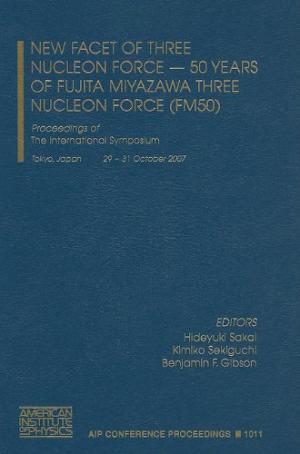 NEW FACET OF THREE
NUCLEON FORCE — 50 YEARS
OF FUJITA MIYAZAWA THREE
NUCLEON FORCE (FM50)
Proceedings of
The International Symposium
Tokyo, Japan 29 – 31 October 2007
EDITORS
Hideyuki Sakai
Kimiko Sekiguchi
Benjamin F. Gibson
AMERICAN
INSTITUTE
OF PHYSICS
AIP CONFERENCE PROCEEDINGS ■ 1011